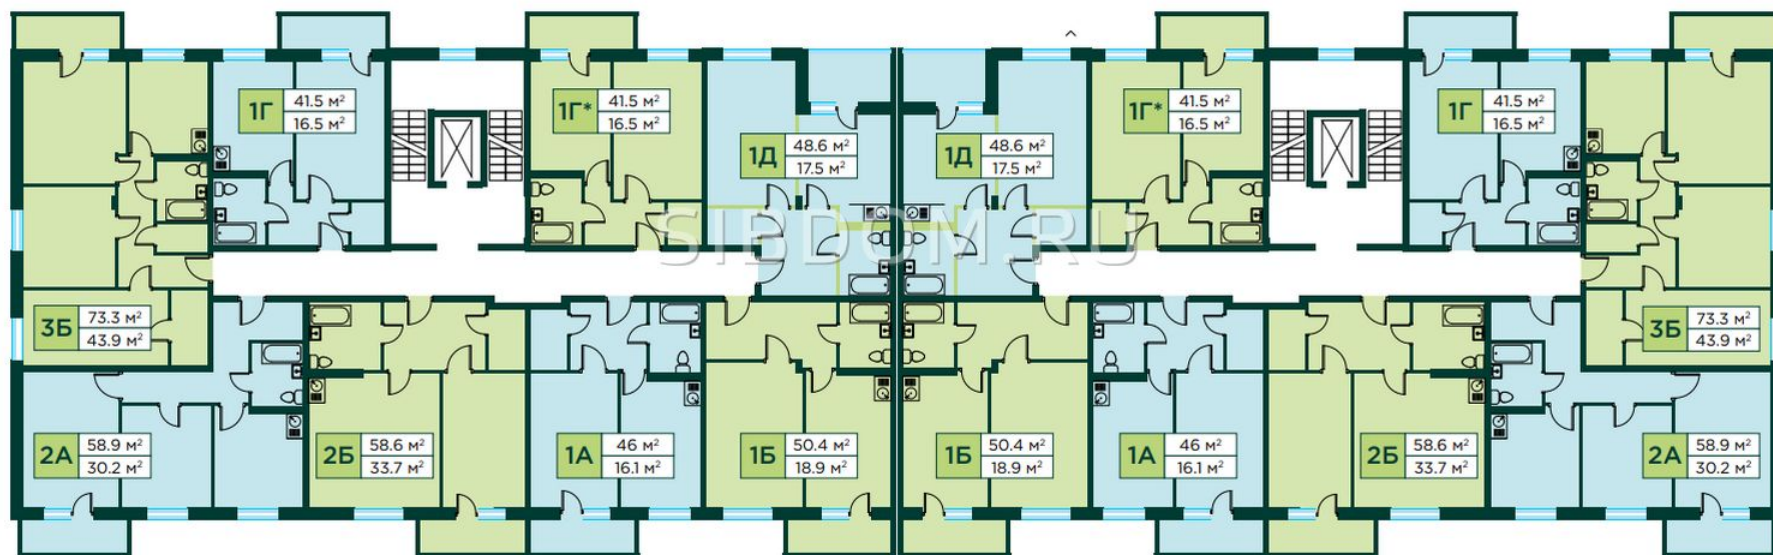 1Г
41.5 м²
16.5 м²
1Г*
41.5 м²
16.5 м²
1Д
48.6 м²
17.5 м²
1Д
48.6 м²
17.5 м²
1Г*
41.5 м²
16.5 м²
1Г
41.5 м²
16.5 м²
SIBDOM.RU
3Б
73.3 м²
43.9 м²
3Б
73.3 м²
43.9 м²
2А
58.9 м²
30.2 м²
2Б
58.6 м²
33.7 м²
1А
46 м²
16.1 м²
1Б
50.4 м²
18.9 м²
1Б
50.4 м²
18.9 м²
1А
46 м²
16.1 м²
2Б
58.6 м²
33.7 м²
2А
58.9 м²
30.2 м²